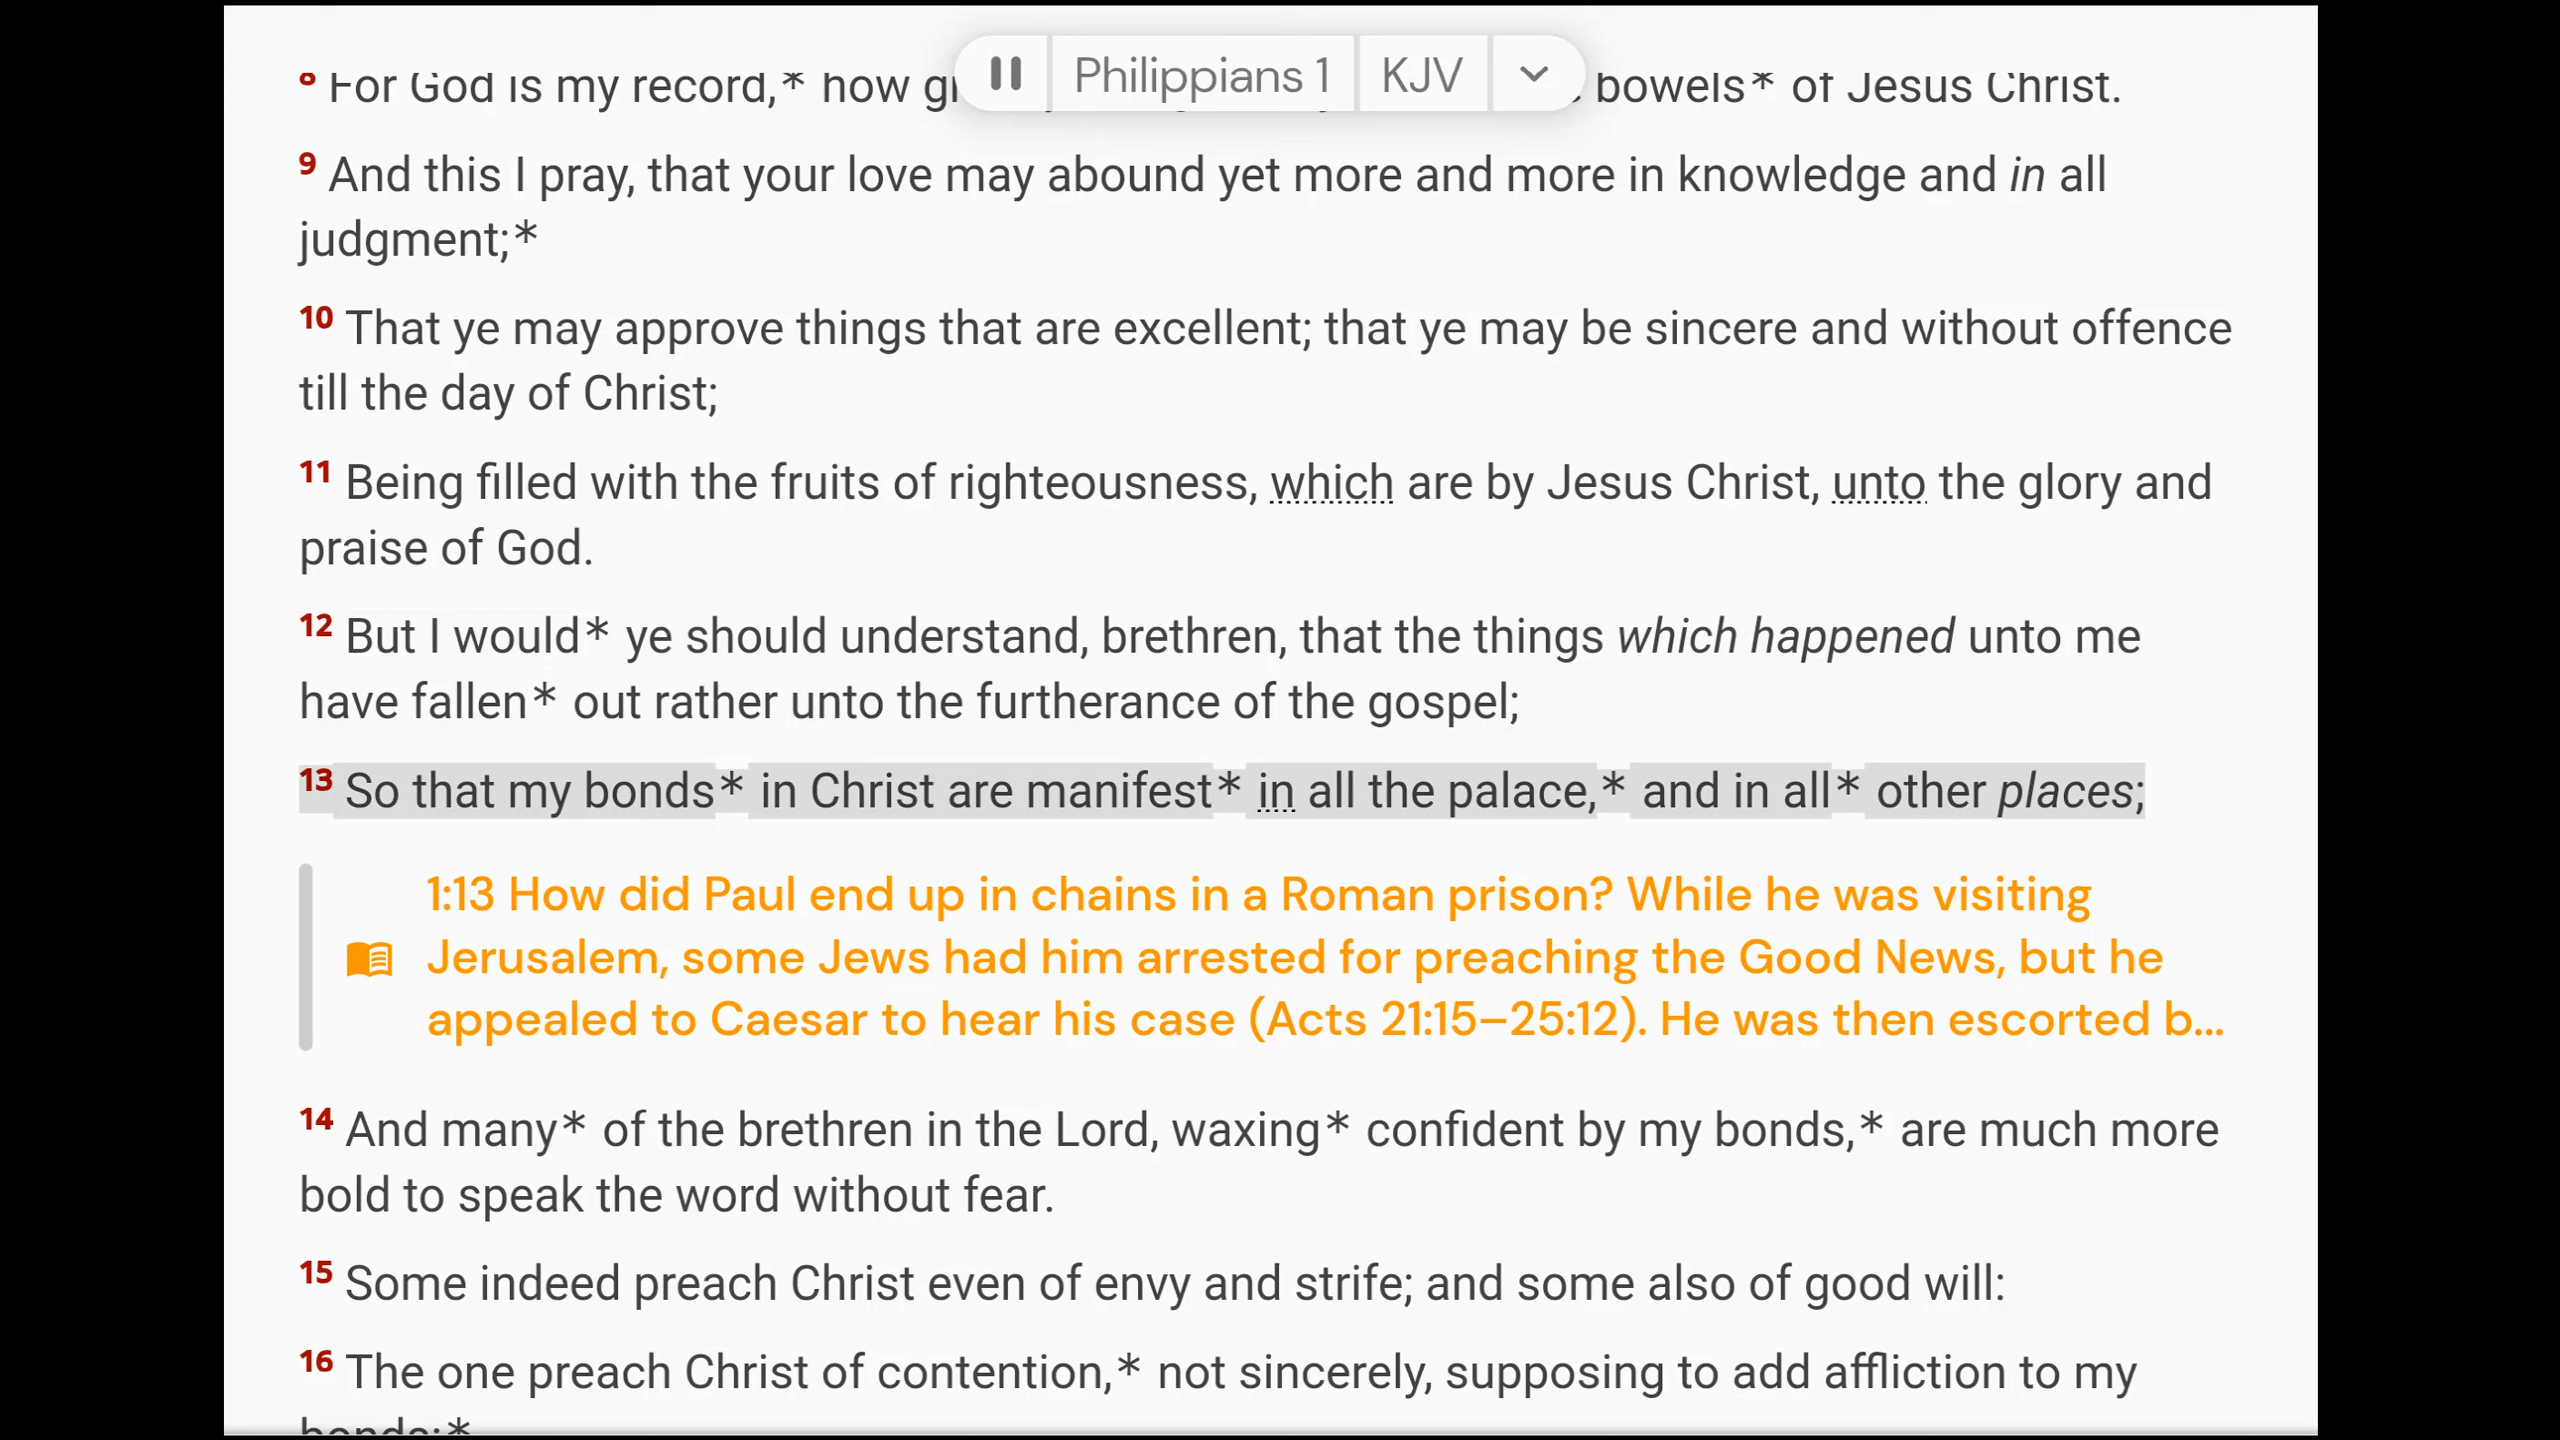 Philippians 1 KJV
8 For God is my record,* how bowels* of Jesus Christ.
9 And this I pray, that your love may abound yet more and more in knowledge and in all
judgment;*
10 That ye may approve things that are excellent; that ye may be sincere and without offence
till the day of Christ;
11 Being filled with the fruits of righteousness, which are by Jesus Christ, unto the glory and
praise of God.
12 But I would* ye should understand, brethren, that the things which happened unto me
have fallen* out rather unto the furtherance of the gospel;
13 So that my bonds* in Christ are manifest* in all the palace,* and in all* other places;
1:13 How did Paul end up in chains in a Roman prison? While he was visiting
Jerusalem, some Jews had him arrested for preaching the Good News, but he
appealed to Caesar to hear his case (Acts 21:15–25:12). He was then escorted b...
14 And many* of the brethren in the Lord, waxing* confident by my bonds,* are much more
bold to speak the word without fear.
15 Some indeed preach Christ even of envy and strife; and some also of good will:
16 The one preach Christ of contention,* not sincerely, supposing to add affliction to my
bonds:*